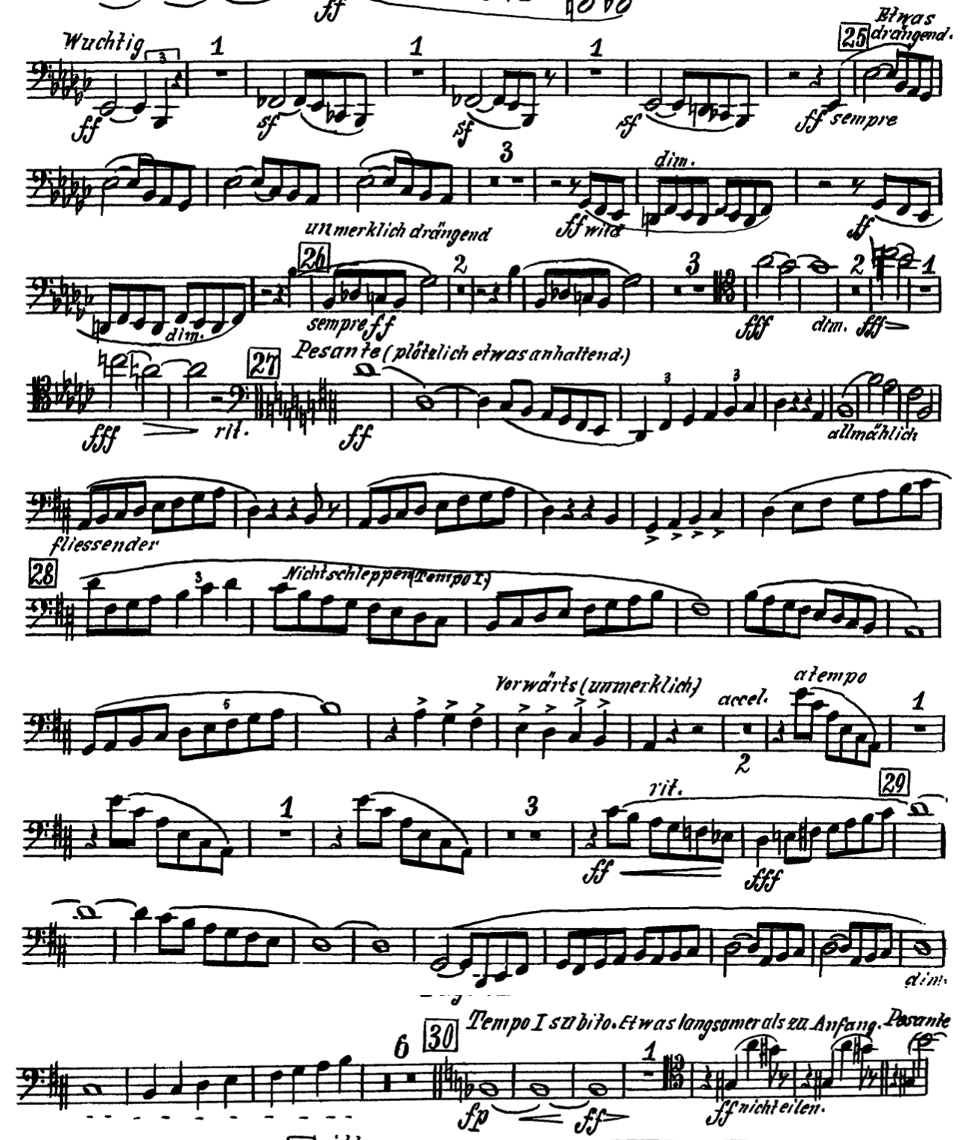 ff
Etwas
Wuchtig 3 1 1 1 25 drängend.
ff sf sf sf ff sempre
3 dim.
unmerklich drängend ff wild ff
26 2 3 2 1
dim. sempre ff fff dim. fff
27 Pesante (plötzlich etwas anhaltend.)
3 3
fff rit. ff allmählich
fliessender
28 3 Nicht schleppen (Tempo I.)
Vorwärts (unmerklich) accel. a tempo
1
2
1 3 rit. 29
ff fff
dim.
6 30 Tempo I subito. Etwas langsamer als zu Anfang. Pesante
1
fp ff ff nicht eilen.